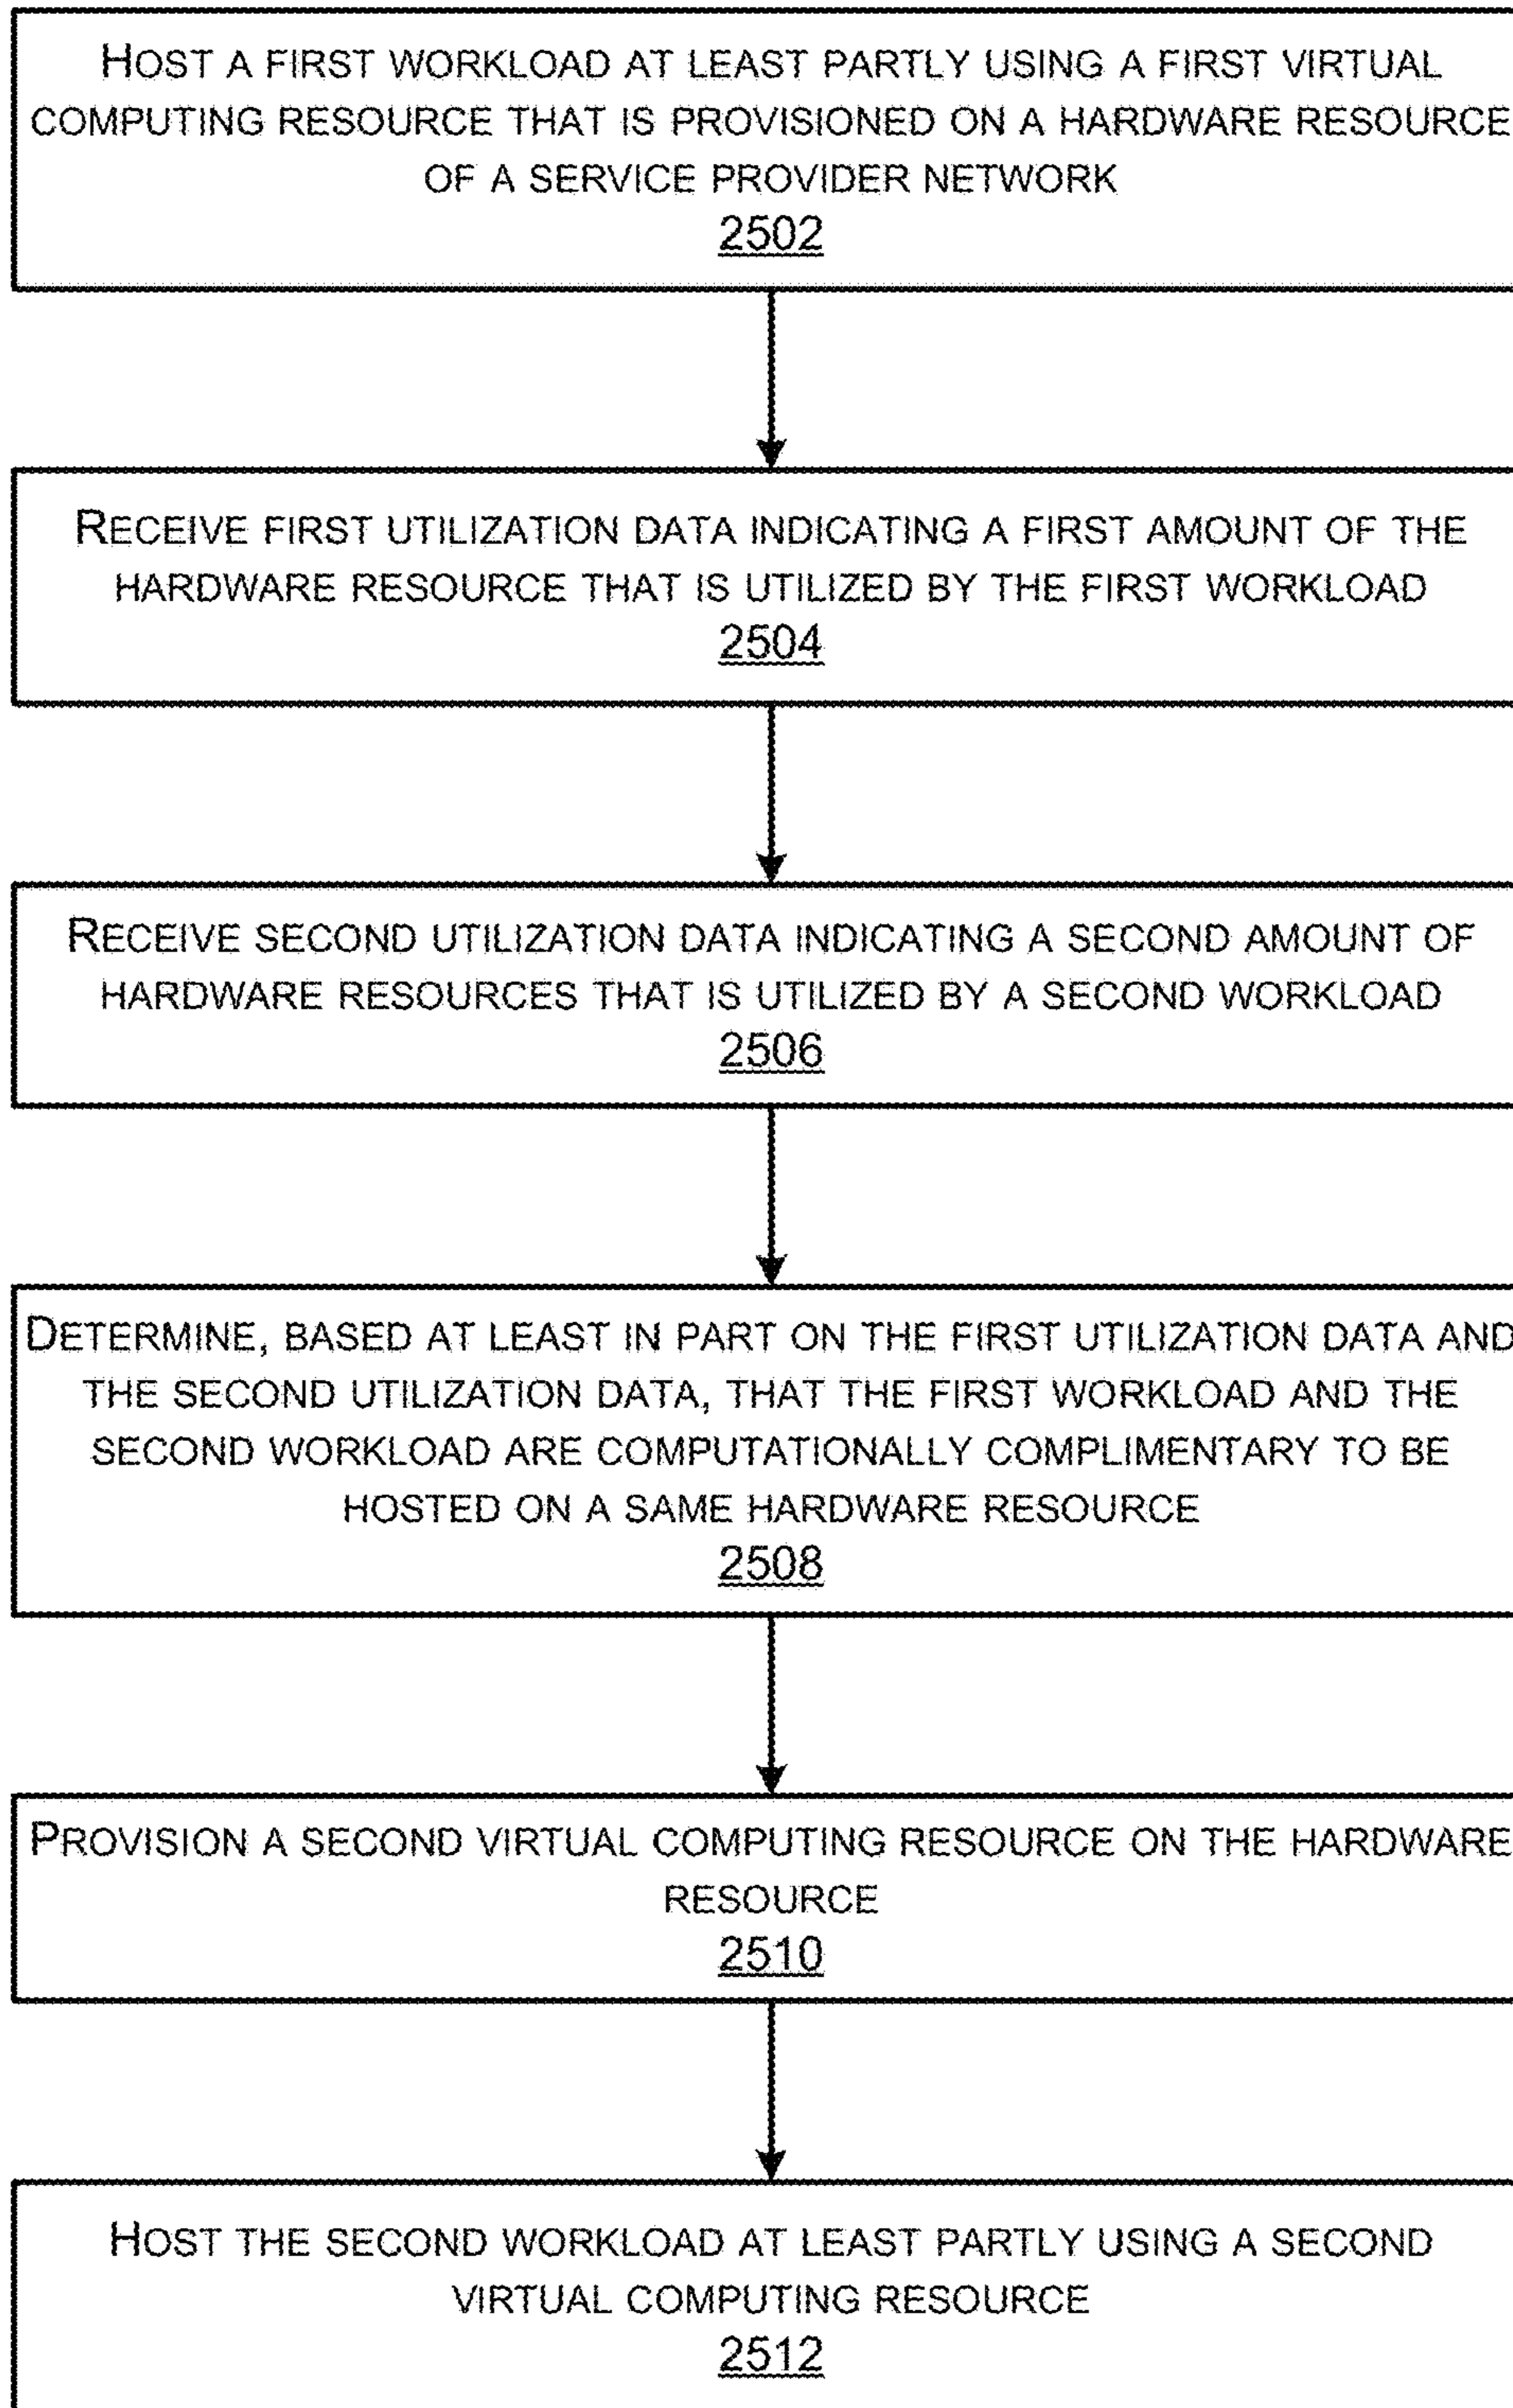 HOST A FIRST WORKLOAD AT LEAST PARTLY USING A FIRST VIRTUAL
COMPUTING RESOURCE THAT IS PROVISIONED ON A HARDWARE RESOURCE
OF A SERVICE PROVIDER NETWORK
2502
RECEIVE FIRST UTILIZATION DATA INDICATING A FIRST AMOUNT OF THE
HARDWARE RESOURCE THAT IS UTILIZED BY THE FIRST WORKLOAD
2504
RECEIVE SECOND UTILIZATION DATA INDICATING A SECOND AMOUNT OF
HARDWARE RESOURCES THAT IS UTILIZED BY A SECOND WORKLOAD
2506
DETERMINE, BASED AT LEAST IN PART ON THE FIRST UTILIZATION DATA AND
THE SECOND UTILIZATION DATA, THAT THE FIRST WORKLOAD AND THE
SECOND WORKLOAD ARE COMPUTATIONALLY COMPLIMENTARY TO BE
HOSTED ON A SAME HARDWARE RESOURCE
2508
PROVISION A SECOND VIRTUAL COMPUTING RESOURCE ON THE HARDWARE
RESOURCE
2510
HOST THE SECOND WORKLOAD AT LEAST PARTLY USING A SECOND
VIRTUAL COMPUTING RESOURCE
2512